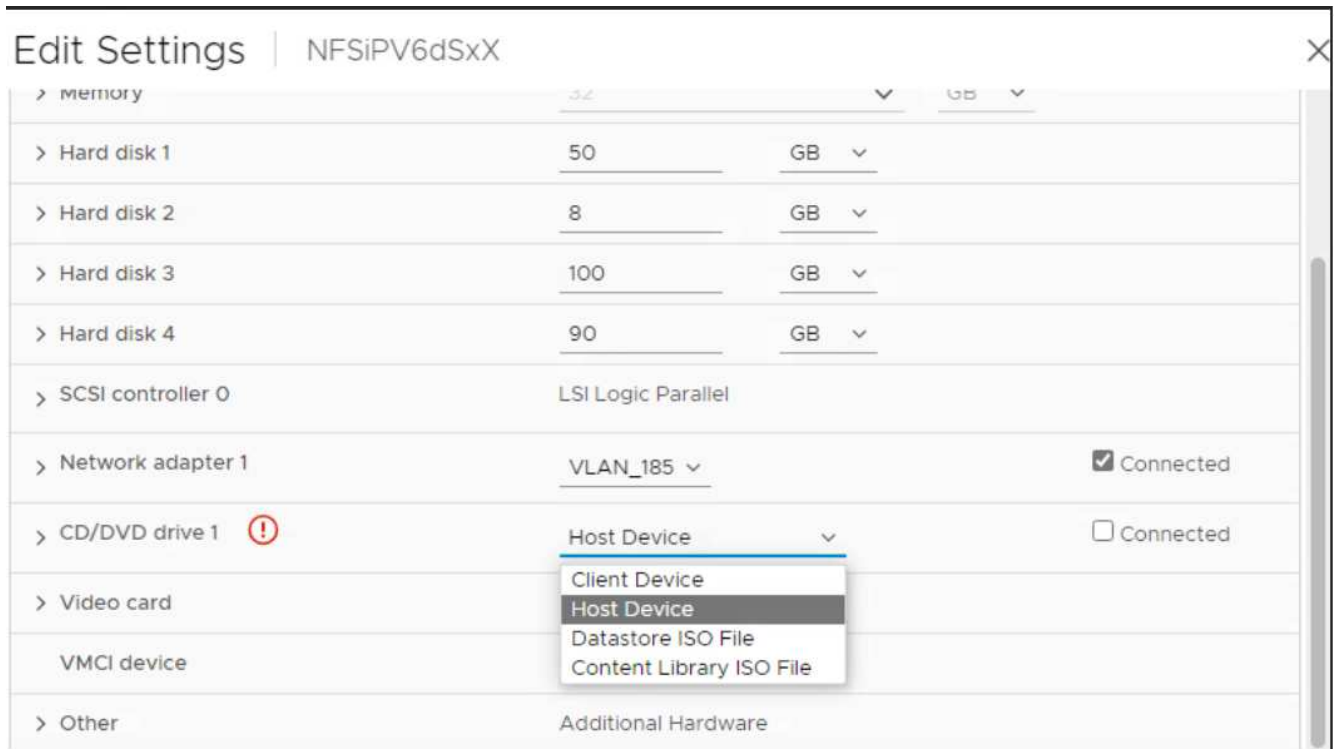 Edit Settings | NFSiPV6dSxX
Memory 32 GB
Hard disk 1 50 GB
Hard disk 2 8 GB
Hard disk 3 100 GB
Hard disk 4 90 GB
SCSI controller 0 LSI Logic Parallel
Network adapter 1 VLAN_185 Connected
CD/DVD drive 1 Host Device Connected
Client Device
Video card Host Device
Datastore ISO File
VMCI device Content Library ISO File
Other Additional Hardware